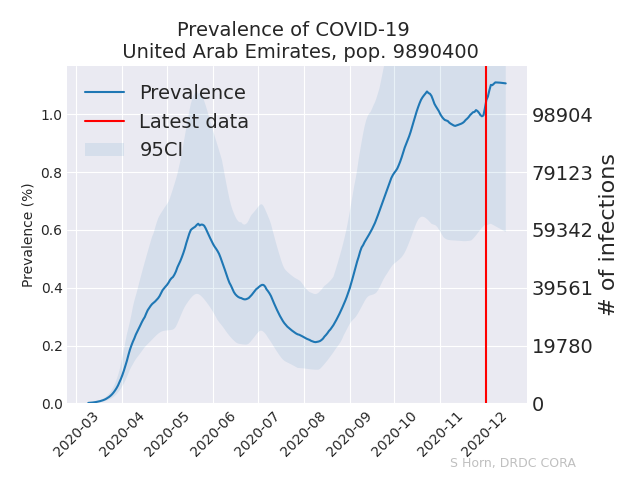 Prevalence of COVID-19
United Arab Emirates, pop. 9890400
Prevalence
Latest data
95CI
Prevalence (%)
1.0
0.8
0.6
0.4
0.2
0.0
98904
79123
59342
39561
19780
0
# of infections
2020-03
2020-04
2020-05
2020-06
2020-07
2020-08
2020-09
2020-10
2020-11
2020-12
S Horn, DRDC CORA